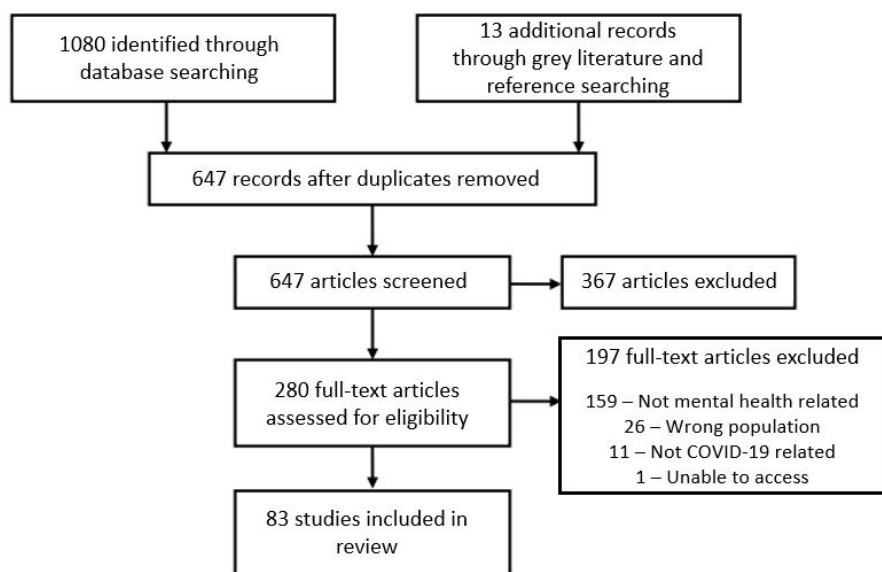 1080 identified through
database searching
13 additional records
through grey literature and
reference searching
647 records after duplicates removed
647 articles screened
367 articles excluded
280 full-text articles
assessed for eligibility
197 full-text articles excluded
159 – Not mental health related
26 – Wrong population
11 – Not COVID-19 related
1 – Unable to access
83 studies included in
review